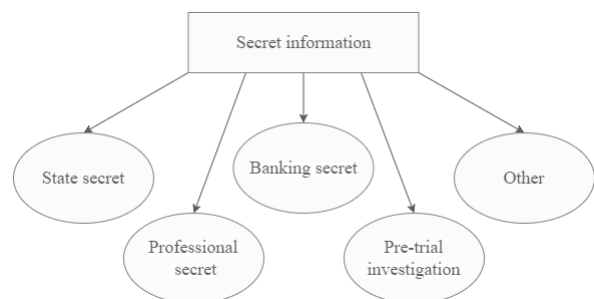 Secret information
State secret
Banking secret
Other
Professional
secret
Pre-trial
investigation